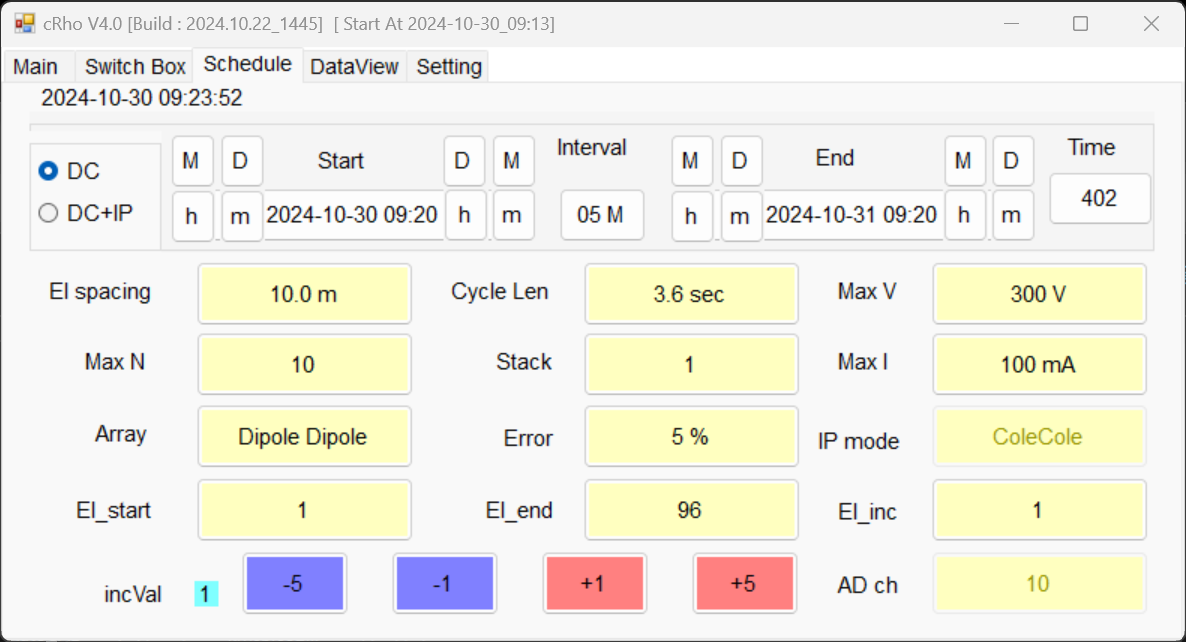 cRho V4.0 [Build : 2024.10.22_1445] [ Start At 2024-10-30_09:13]
Main Switch Box Schedule DataView Setting
2024-10-30 09:23:52
DC
DC+IP
M D Start D M
h m 2024-10-30 09:20 h m
Interval
05 M
M D End M D
h m 2024-10-31 09:20 h m
Time
402
El spacing 10.0 m Cycle Len 3.6 sec Max V 300 V
Max N 10 Stack 1 Max I 100 mA
Array Dipole Dipole Error 5 % IP mode ColeCole
El_start 1 El_end 96 El_inc 1
incVal 1 -5 -1 +1 +5 AD ch 10